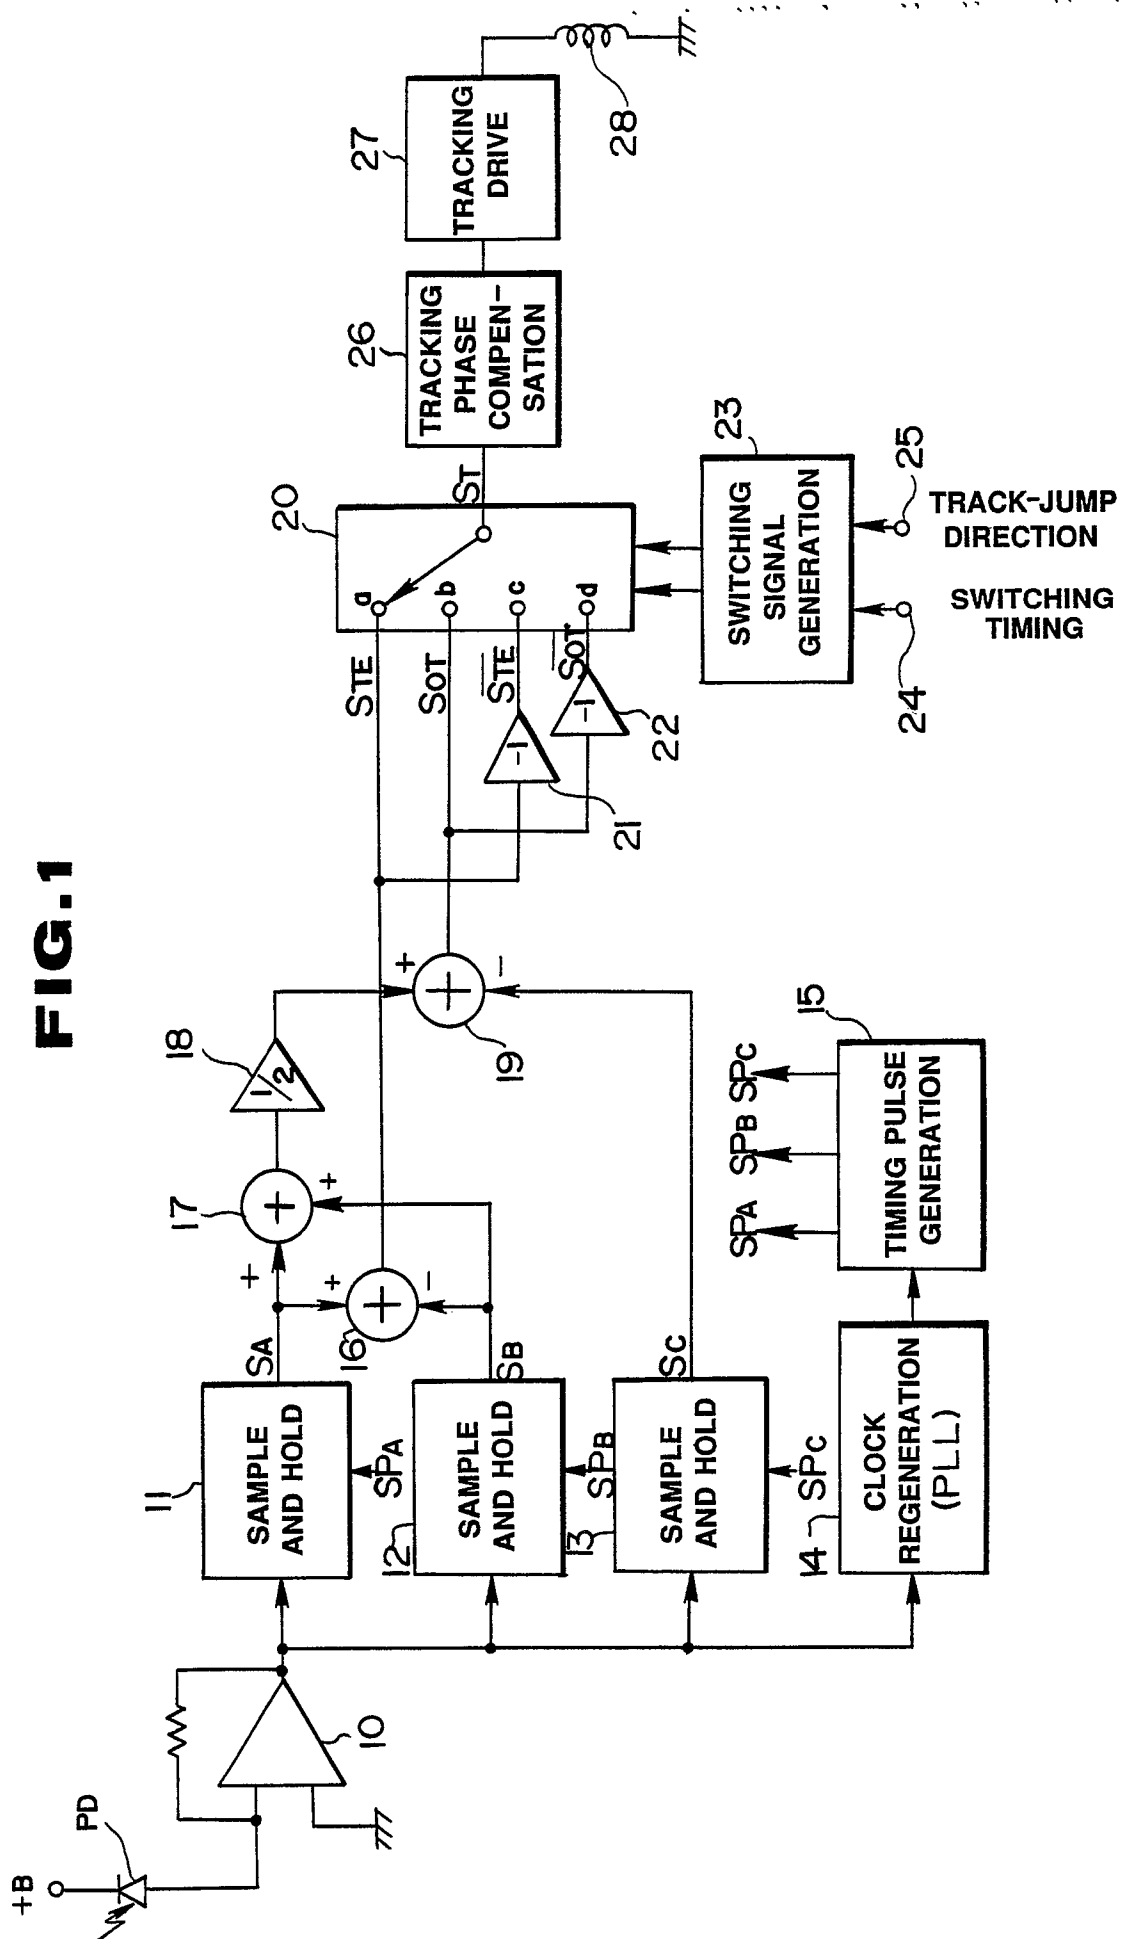 FIG.1
+B
PD
10
11
SAMPLE
AND HOLD
SPA
SA
12
SAMPLE
AND HOLD
SPB
SB
13
SAMPLE
AND HOLD
SPC
SC
14
CLOCK
REGENERATION
(PLL)
15
TIMING PULSE
GENERATION
SPA
SPB
SPC
16
+
-
17
+
+
18
1/2
19
+
-
STE
SOT
STE
SOT
-1
21
-1
22
20
a
b
c
d
ST
23
SWITCHING
SIGNAL
GENERATION
24
SWITCHING
TIMING
25
TRACK-JUMP
DIRECTION
26
TRACKING
PHASE
COMPEN-
SATION
27
TRACKING
DRIVE
28